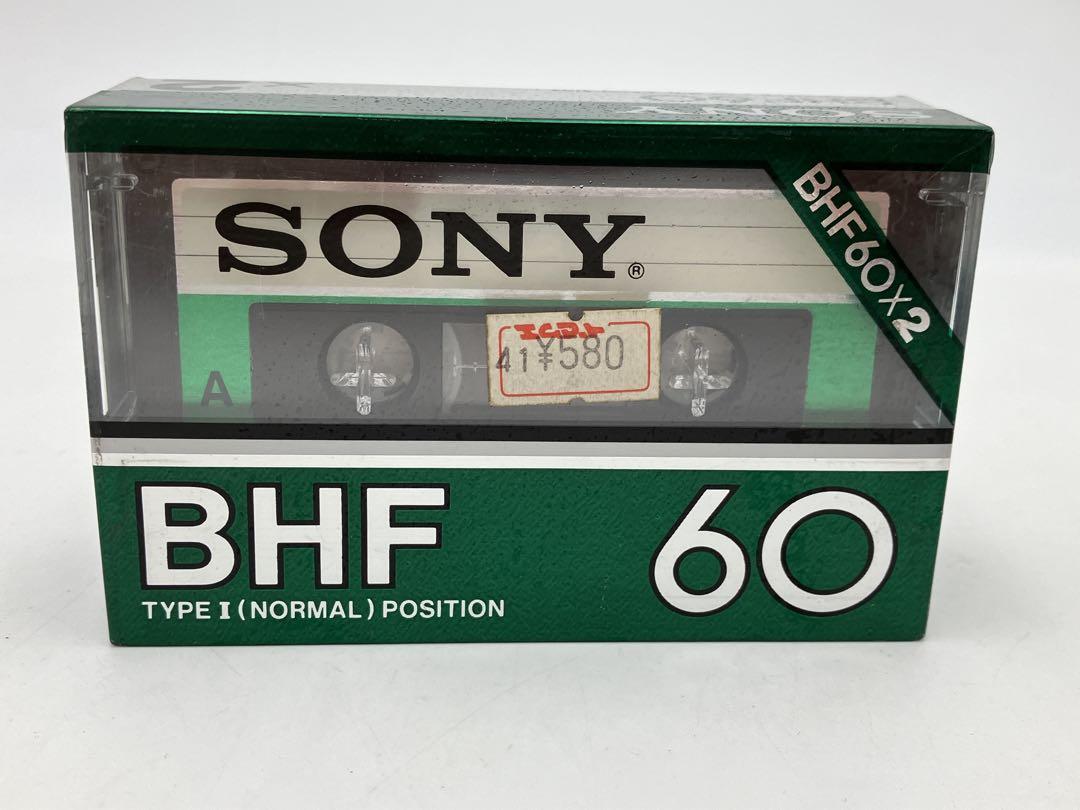 SONY®
BHF60×2
41¥580
A
BHF 60
TYPE I (NORMAL) POSITION